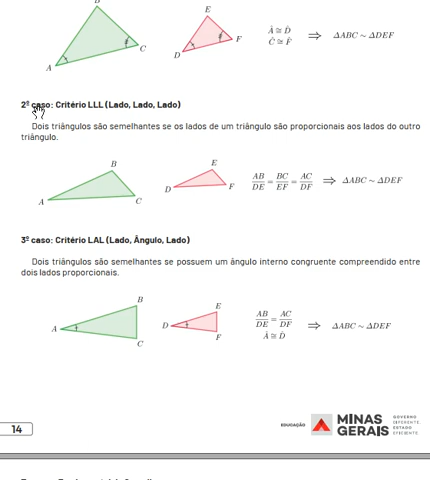 B
E
C
F
A
D
Â ≅ D̂
Ĉ ≅ F̂
⇒ ΔABC ∼ ΔDEF
2º caso: Critério LLL (Lado, Lado, Lado)
Dois triângulos são semelhantes se os lados de um triângulo são proporcionais aos lados do outro
triângulo.
B
E
A
C
D
F
AB/DE = BC/EF = AC/DF ⇒ ΔABC ∼ ΔDEF
3º caso: Critério LAL (Lado, Ângulo, Lado)
Dois triângulos são semelhantes se possuem um ângulo interno congruente compreendido entre
dois lados proporcionais.
B
E
A
D
C
F
AB/DE = AC/DF
Â ≅ D̂
⇒ ΔABC ∼ ΔDEF
14
EDUCAÇÃO
MINAS
GERAIS
GOVERNO
DIFERENTE.
ESTADO
EFICIENTE.